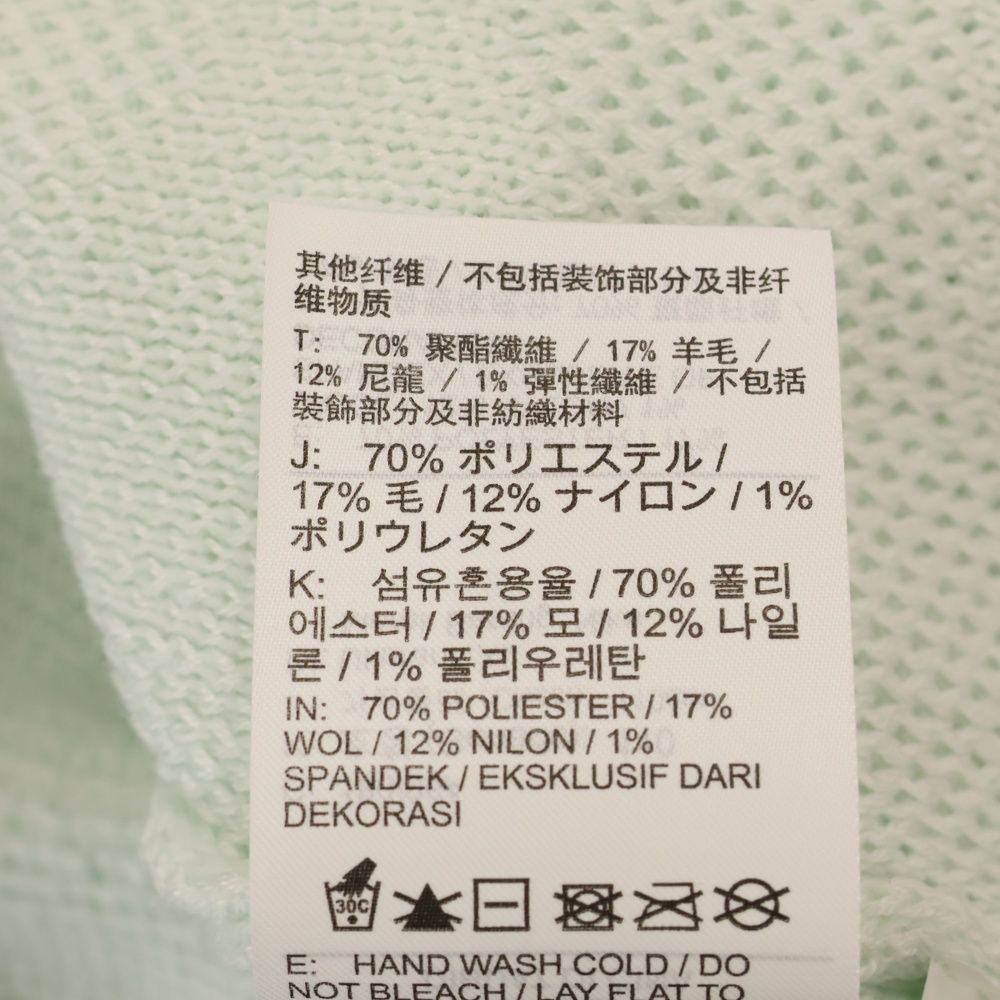 其他纤维 / 不包括装饰部分及非纤
维物质
T: 70% 聚酯纖維 / 17% 羊毛 /
12% 尼龍 / 1% 彈性纖維 / 不包括
裝飾部分及非紡織材料
J: 70% ポリエステル /
17% 毛 / 12% ナイロン / 1%
ポリウレタン
K: 섬유혼용율 / 70% 폴리
에스터 / 17% 모 / 12% 나일
론 / 1% 폴리우레탄
IN: 70% POLIESTER / 17%
WOL / 12% NILON / 1%
SPANDEK / EKSKLUSIF DARI
DEKORASI
30C
E: HAND WASH COLD / DO
NOT BLEACH / LAY FLAT TO